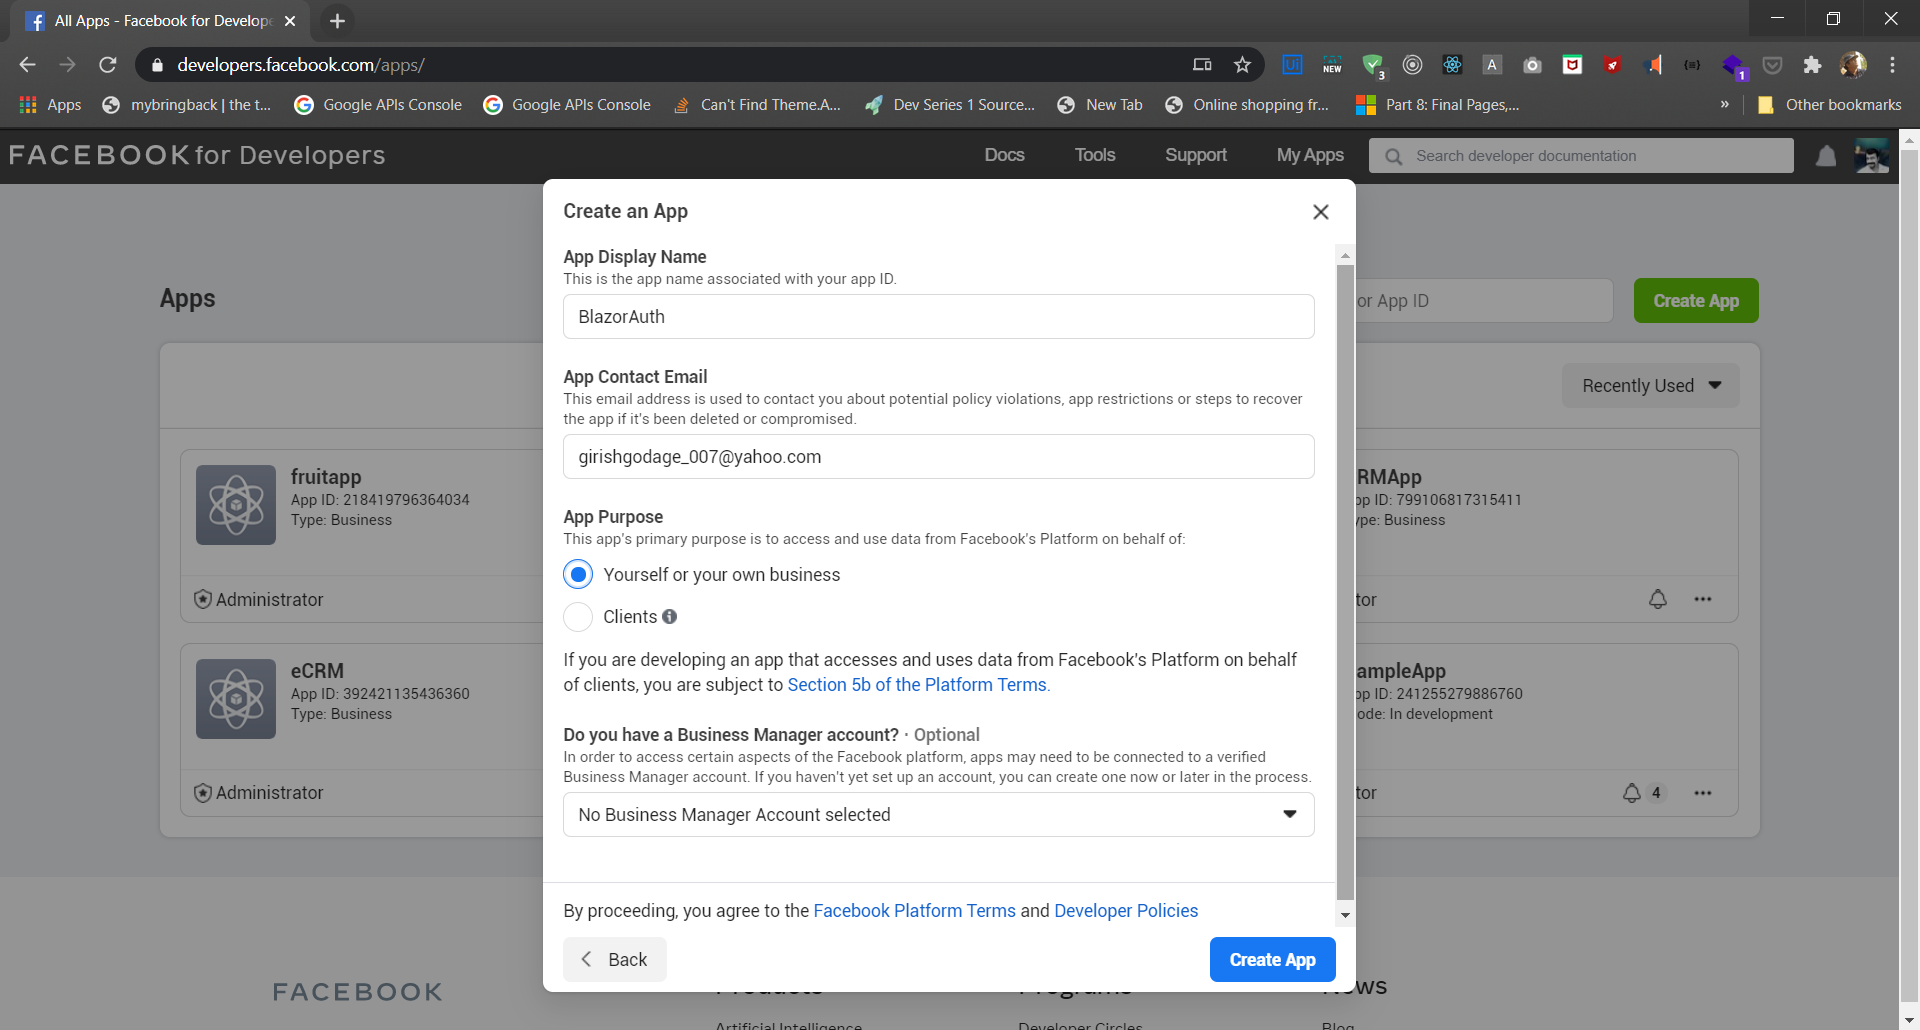 All Apps - Facebook for Develope
developers.facebook.com/apps/
NEW
3
A
1
Apps
mybringback | the t...
Google APIs Console
Google APIs Console
Can't Find Theme.A...
Dev Series 1 Source...
New Tab
Online shopping fr...
Part 8: Final Pages,...
»
Other bookmarks
FACEBOOK for Developers
Docs
Tools
Support
My Apps
Search developer documentation
Create an App
App Display Name
This is the app name associated with your app ID.
BlazorAuth
App Contact Email
This email address is used to contact you about potential policy violations, app restrictions or steps to recover
the app if it's been deleted or compromised.
girishgodage_007@yahoo.com
App Purpose
This app's primary purpose is to access and use data from Facebook's Platform on behalf of:
Yourself or your own business
Clients
If you are developing an app that accesses and uses data from Facebook's Platform on behalf
of clients, you are subject to Section 5b of the Platform Terms.
Do you have a Business Manager account? · Optional
In order to access certain aspects of the Facebook platform, apps may need to be connected to a verified
Business Manager account. If you haven't yet set up an account, you can create one now or later in the process.
No Business Manager Account selected
By proceeding, you agree to the Facebook Platform Terms and Developer Policies
Back
Create App
Apps
or App ID
Create App
Recently Used
fruitapp
App ID: 218419796364034
Type: Business
Administrator
RMApp
pp ID: 799106817315411
ype: Business
tor
eCRM
App ID: 392421135436360
Type: Business
Administrator
ampleApp
pp ID: 241255279886760
ode: In development
tor
4
FACEBOOK
Products
Programs
News
Artificial Intelligence
Developer Circles
Blog